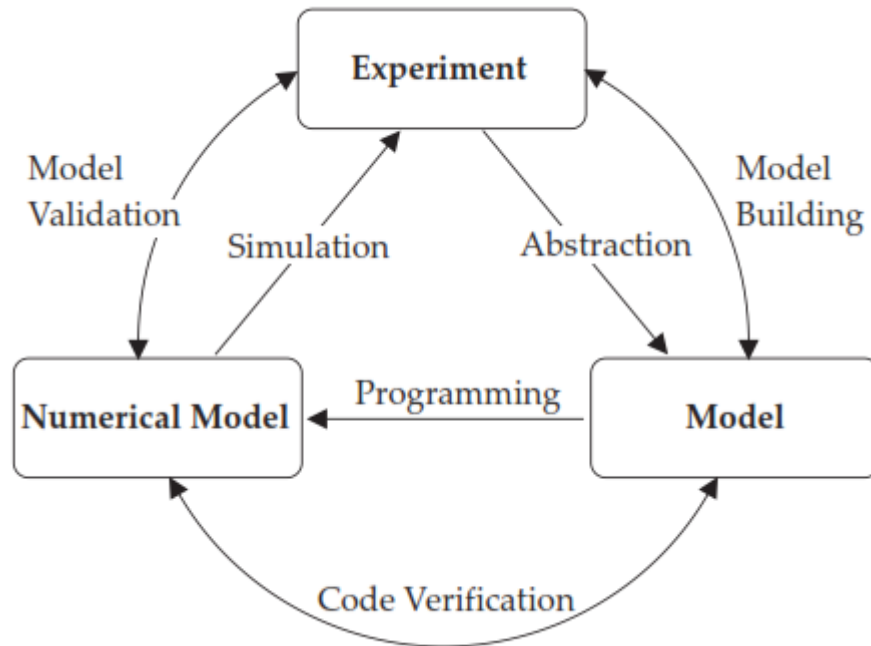 Experiment
Model
Validation
Model
Building
Simulation
Abstraction
Programming
Numerical Model
Model
Code Verification